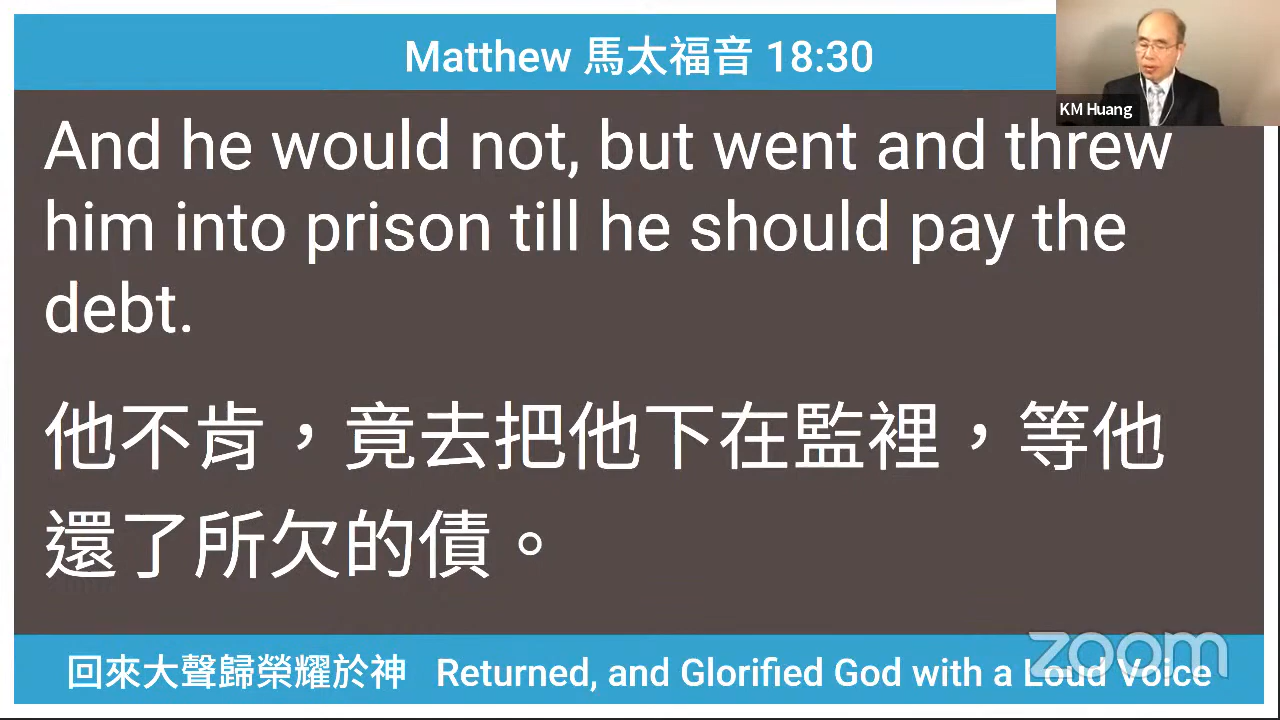 Matthew 馬太福音 18:30
KM Huang
And he would not, but went and threw
him into prison till he should pay the
debt.
他不肯，竟去把他下在監裡，等他
還了所欠的債。
zoom
回來大聲歸榮耀於神 Returned, and Glorified God with a Loud Voice